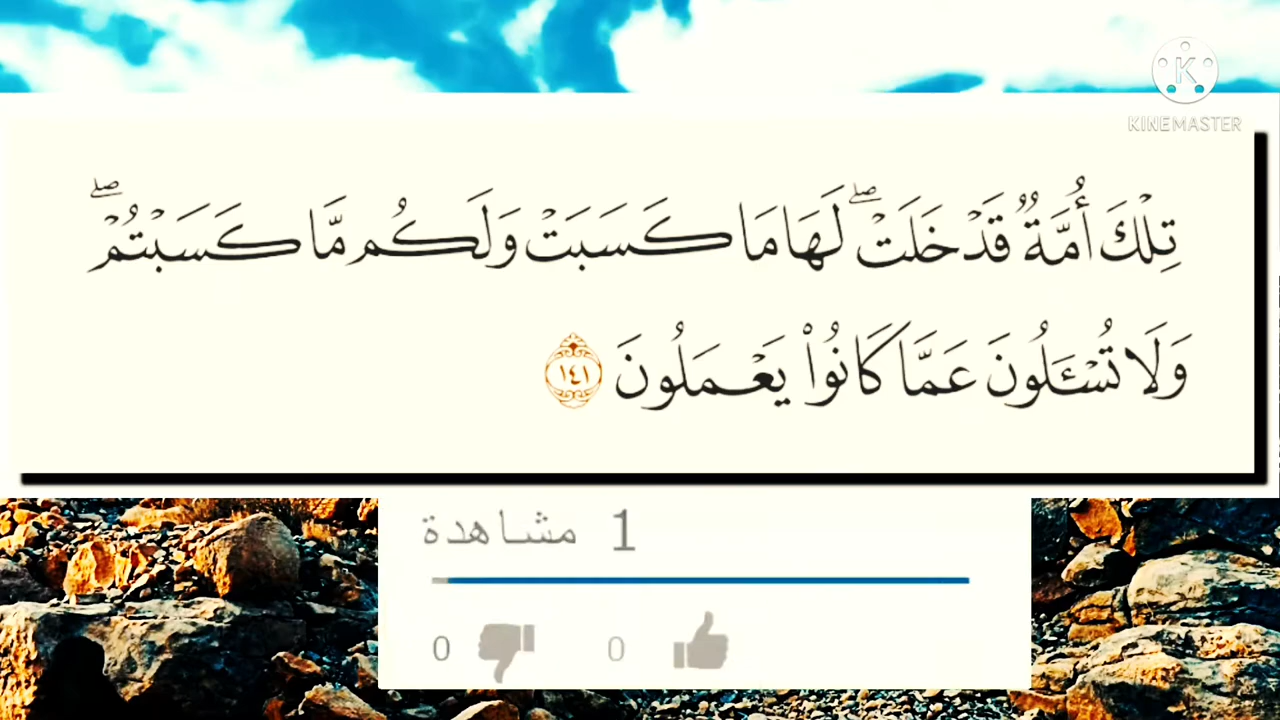 KINEMASTER
تِلْكَ أُمَّةٌ قَدْ خَلَتْ ۖ لَهَا مَا كَسَبَتْ وَلَكُم مَّا كَسَبْتُمْ ۖ
وَلَا تُسْـَٔلُونَ عَمَّا كَانُوا۟ يَعْمَلُونَ ١٤١
1 مشاهدة
0 0